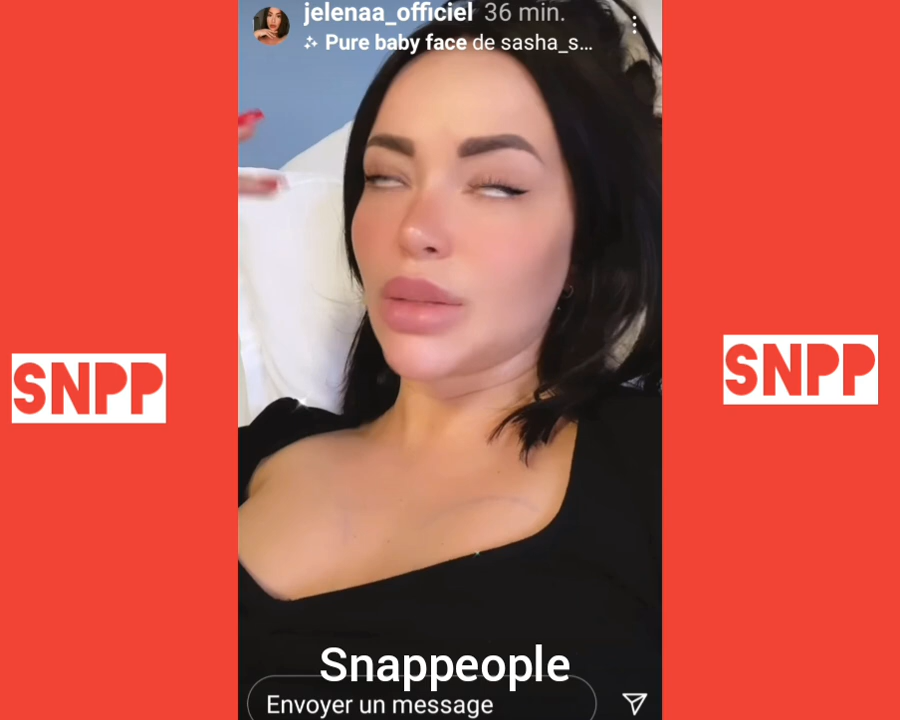 jelenaa_officiel 36 min.
Pure baby face de sasha_s...
SNPP
SNPP
Snappeople
Envoyer un message